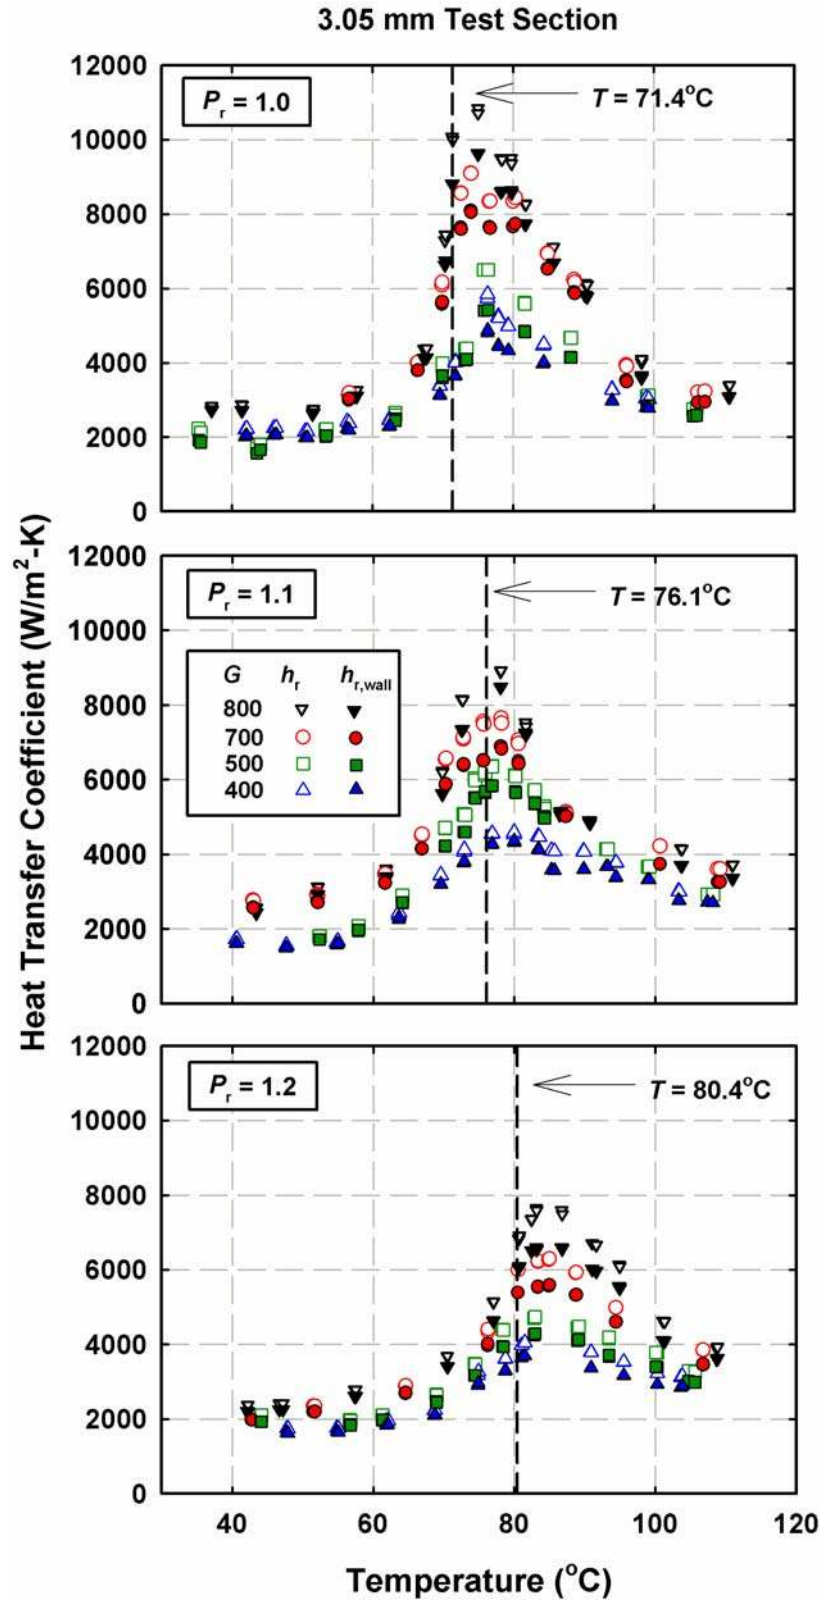 3.05 mm Test Section
12000
10000
8000
6000
4000
2000
0
Pr = 1.0
T = 71.4°C
12000
10000
8000
6000
4000
2000
0
Pr = 1.1
T = 76.1°C
G hr hr,wall
800
700
500
400
12000
10000
8000
6000
4000
2000
0
Pr = 1.2
T = 80.4°C
40 60 80 100 120
Heat Transfer Coefficient (W/m²-K)
Temperature (°C)